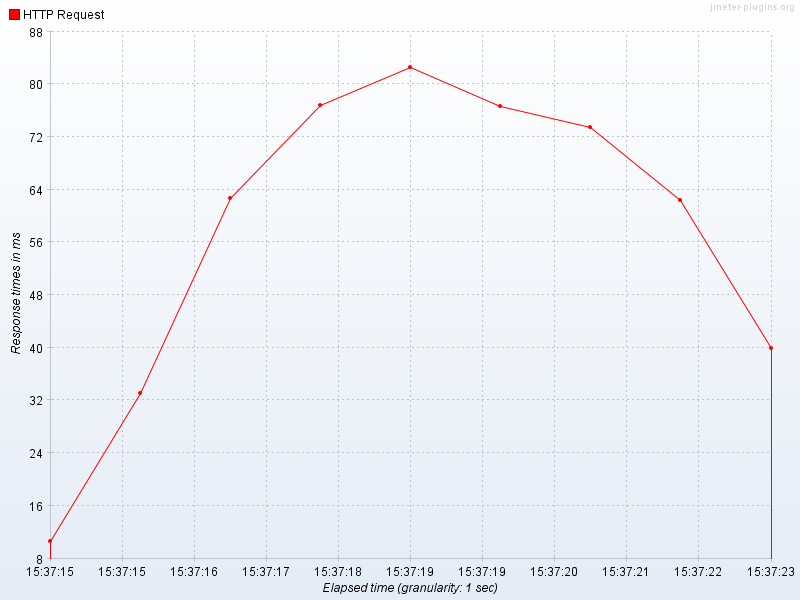 jmeter-plugins.org
HTTP Request
88
80
72
64
56
48
40
32
24
16
8
Response times in ms
15:37:15 15:37:15 15:37:16 15:37:17 15:37:18 15:37:19 15:37:19 15:37:20 15:37:21 15:37:22 15:37:23
Elapsed time (granularity: 1 sec)